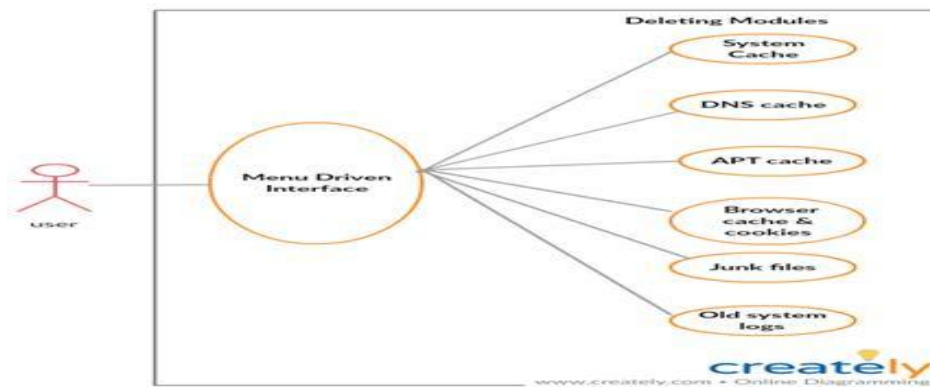 Deleting Modules
System
Cache
DNS cache
APT cache
Menu Driven
Interface
user
Browser
cache &
cookies
Junk files
Old system
logs
creately
www.creately.com • Online Diagramming